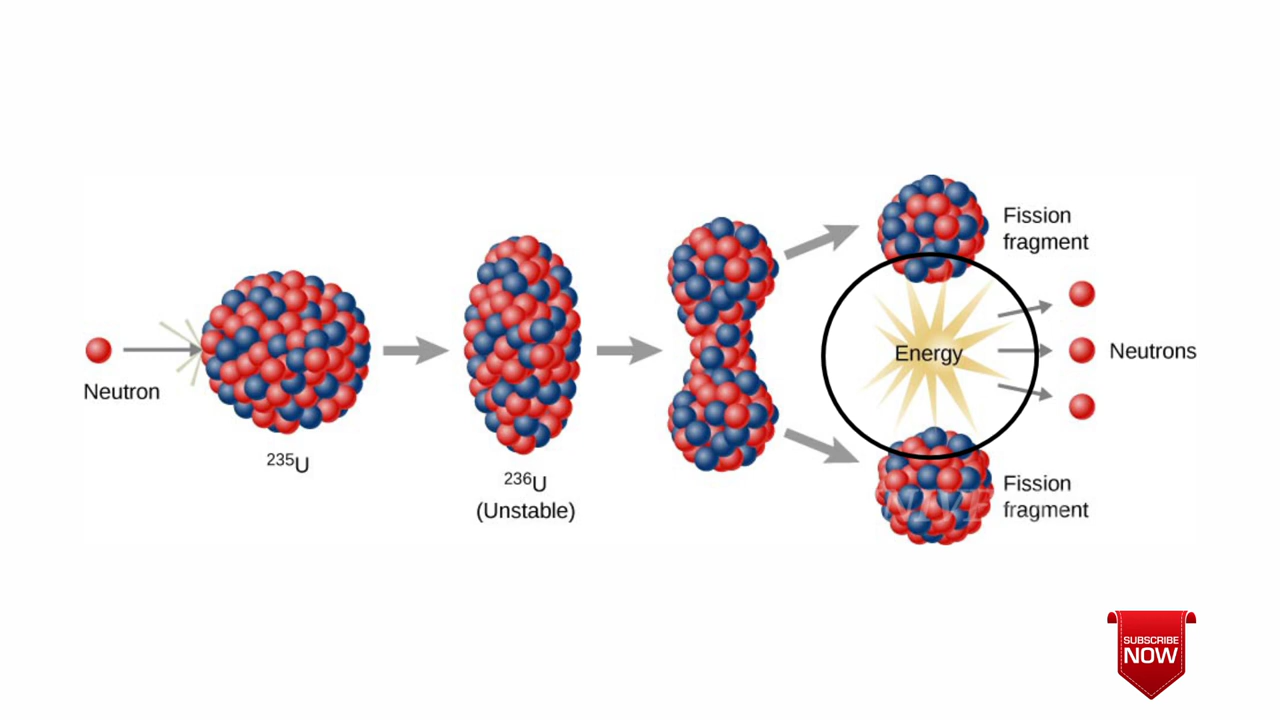 Neutron
²³⁵U
²³⁶U
(Unstable)
Fission
fragment
Energy
Neutrons
Fission
fragment
SUBSCRIBE
NOW